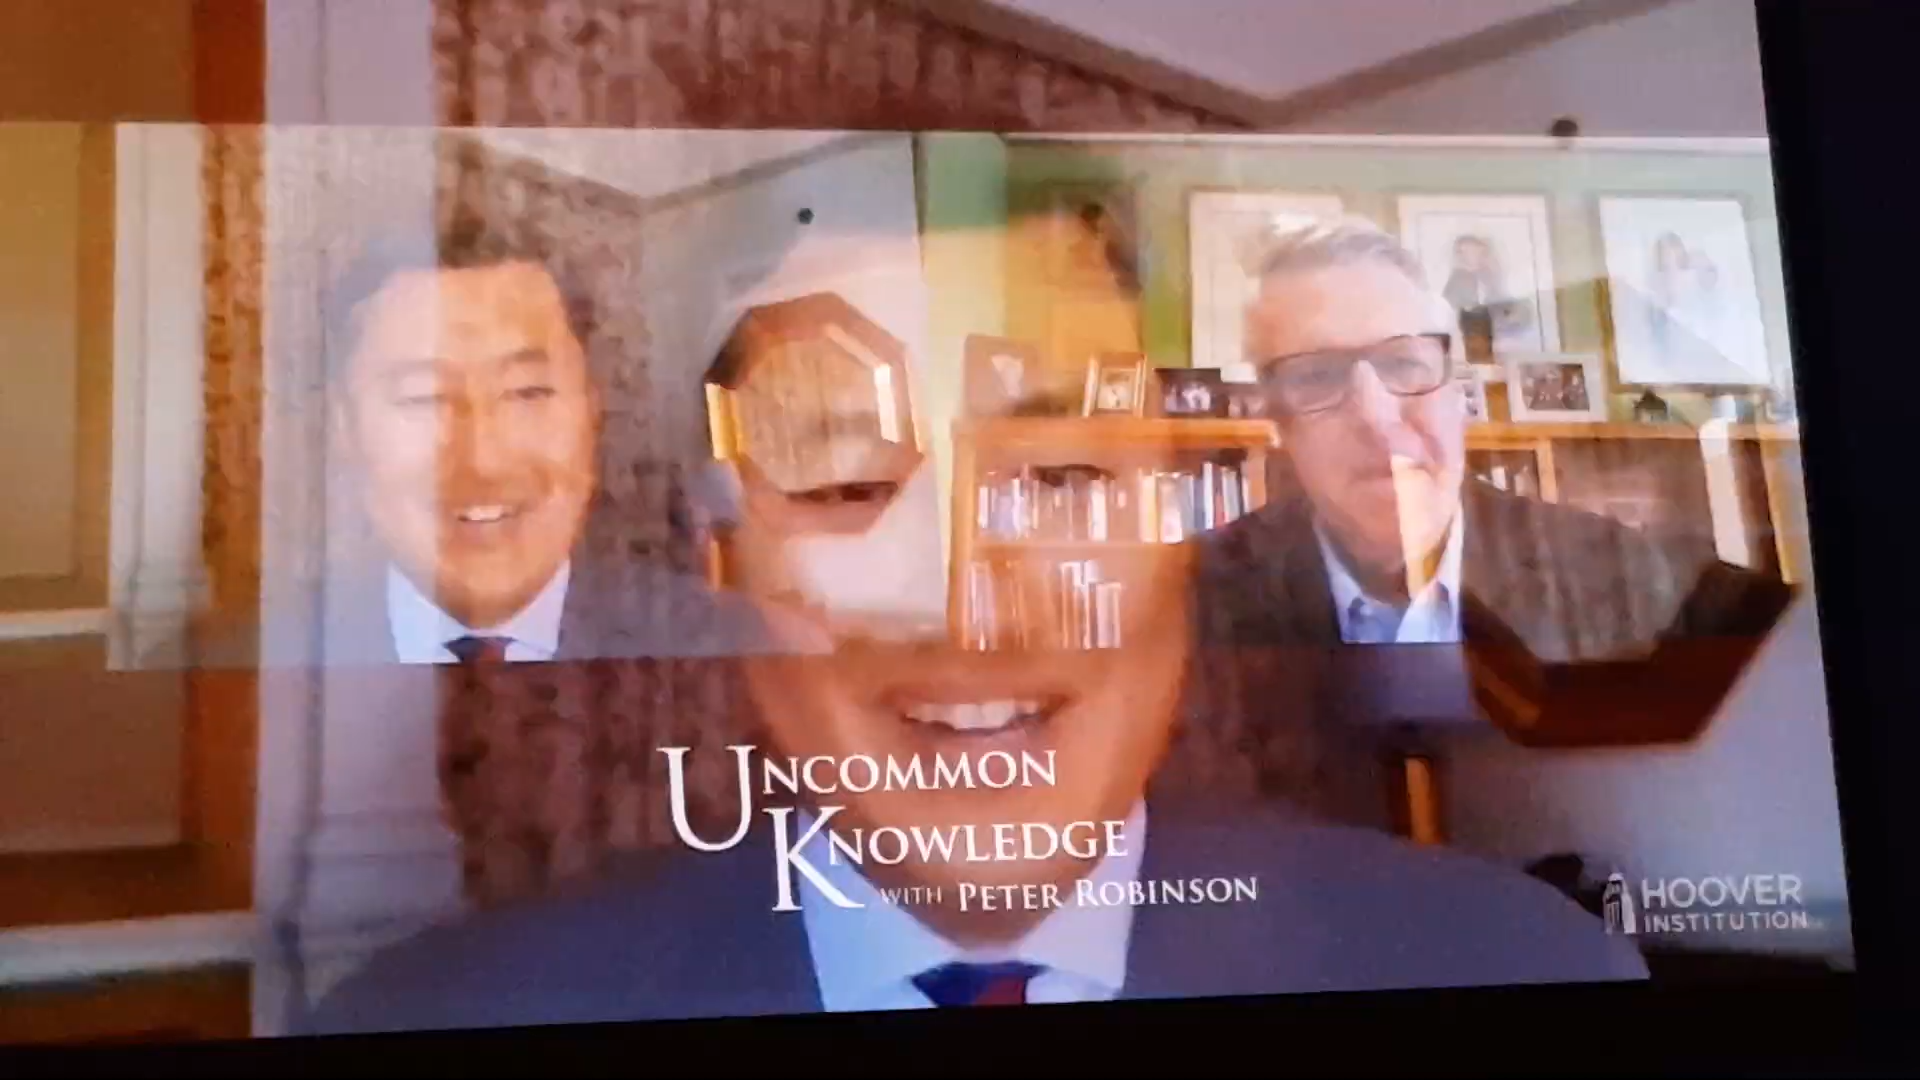 UNCOMMON
KNOWLEDGE
WITH PETER ROBINSON
HOOVER
INSTITUTION